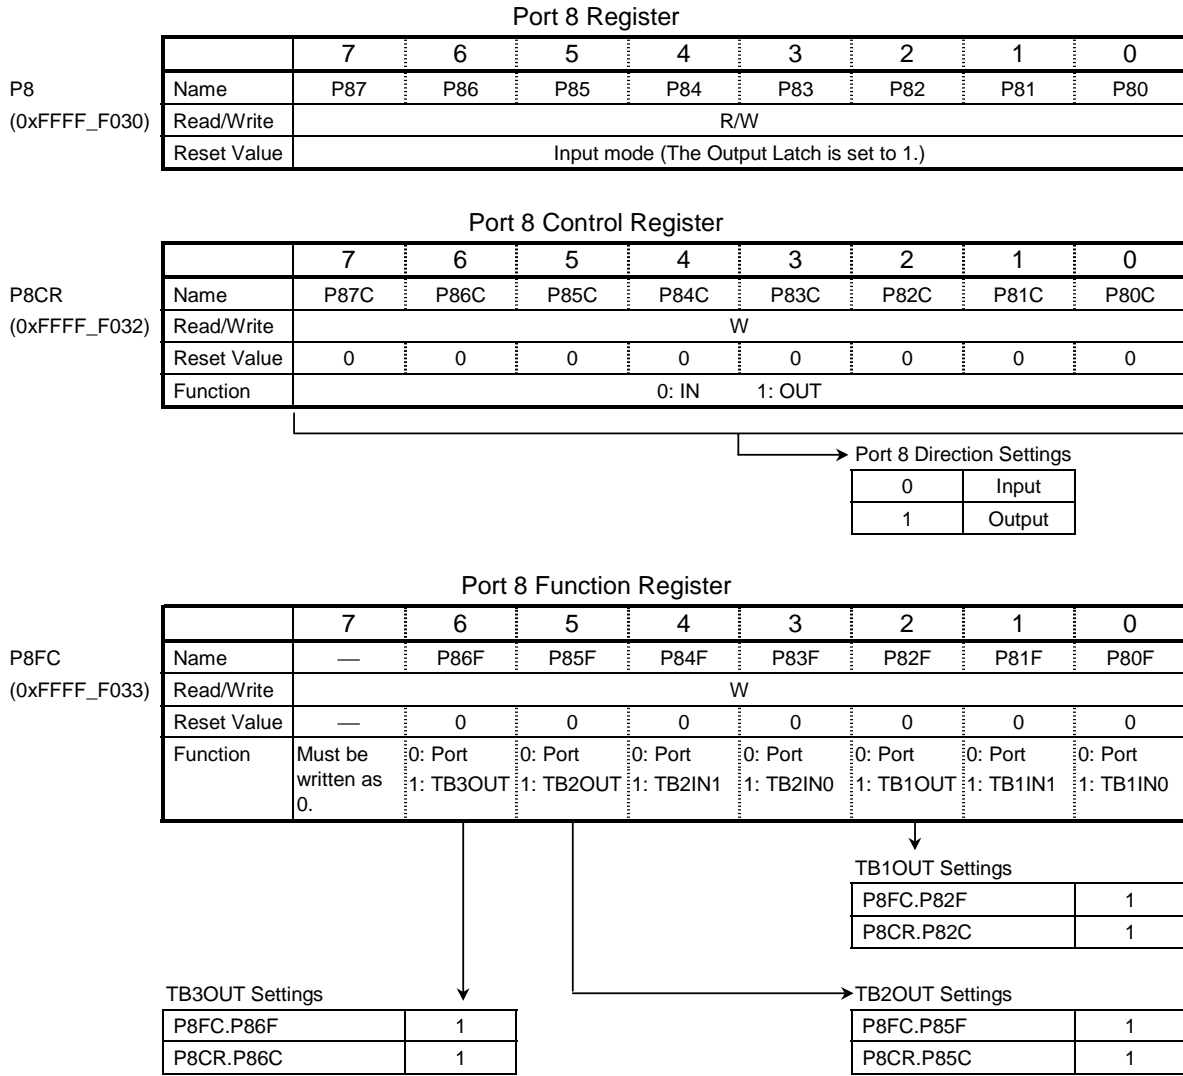 Port 8 Register
7 6 5 4 3 2 1 0
P8 Name P87 P86 P85 P84 P83 P82 P81 P80
(0xFFFF_F030) Read/Write R/W
Reset Value Input mode (The Output Latch is set to 1.)
Port 8 Control Register
7 6 5 4 3 2 1 0
P8CR Name P87C P86C P85C P84C P83C P82C P81C P80C
(0xFFFF_F032) Read/Write W
Reset Value 0 0 0 0 0 0 0 0
Function 0: IN 1: OUT
Port 8 Direction Settings
0 Input
1 Output
Port 8 Function Register
7 6 5 4 3 2 1 0
P8FC Name — P86F P85F P84F P83F P82F P81F P80F
(0xFFFF_F033) Read/Write W
Reset Value — 0 0 0 0 0 0 0
Function Must be 0: Port 0: Port 0: Port 0: Port 0: Port 0: Port 0: Port
written as 1: TB3OUT 1: TB2OUT 1: TB2IN1 1: TB2IN0 1: TB1OUT 1: TB1IN1 1: TB1IN0
0.
TB1OUT Settings
P8FC.P82F 1
P8CR.P82C 1
TB3OUT Settings TB2OUT Settings
P8FC.P86F 1 P8FC.P85F 1
P8CR.P86C 1 P8CR.P85C 1